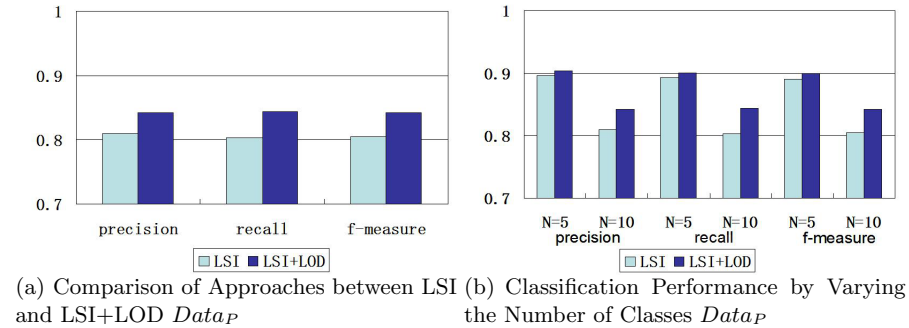 1
0.9
0.8
0.7
precision recall f-measure
LSI LSI+LOD
(a) Comparison of Approaches between LSI
and LSI+LOD Data_P
1
0.9
0.8
0.7
N=5 N=10 N=5 N=10 N=5 N=10
precision recall f-measure
LSI LSI+LOD
(b) Classification Performance by Varying
the Number of Classes Data_P